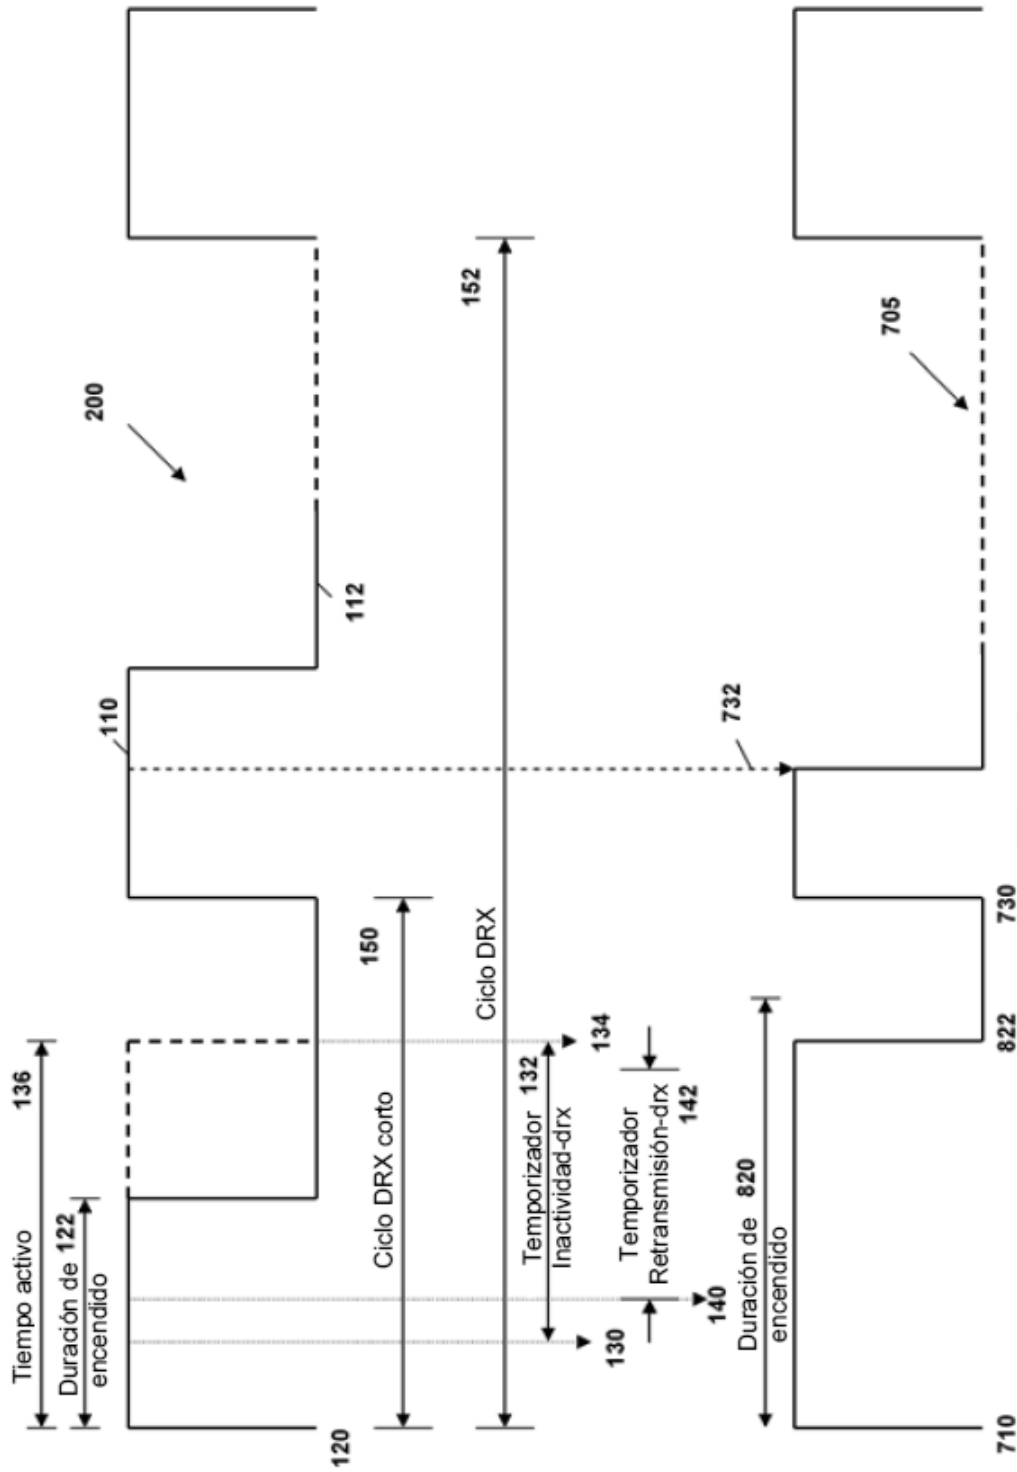 Tiempo activo
136
Duración de 122
encendido
120
110
112
200
Ciclo DRX corto
150
Ciclo DRX
152
Temporizador 132
Inactividad-drx
130
134
Temporizador
Retransmisión-drx
142
140
Duración de 820
encendido
732
705
710
822
730